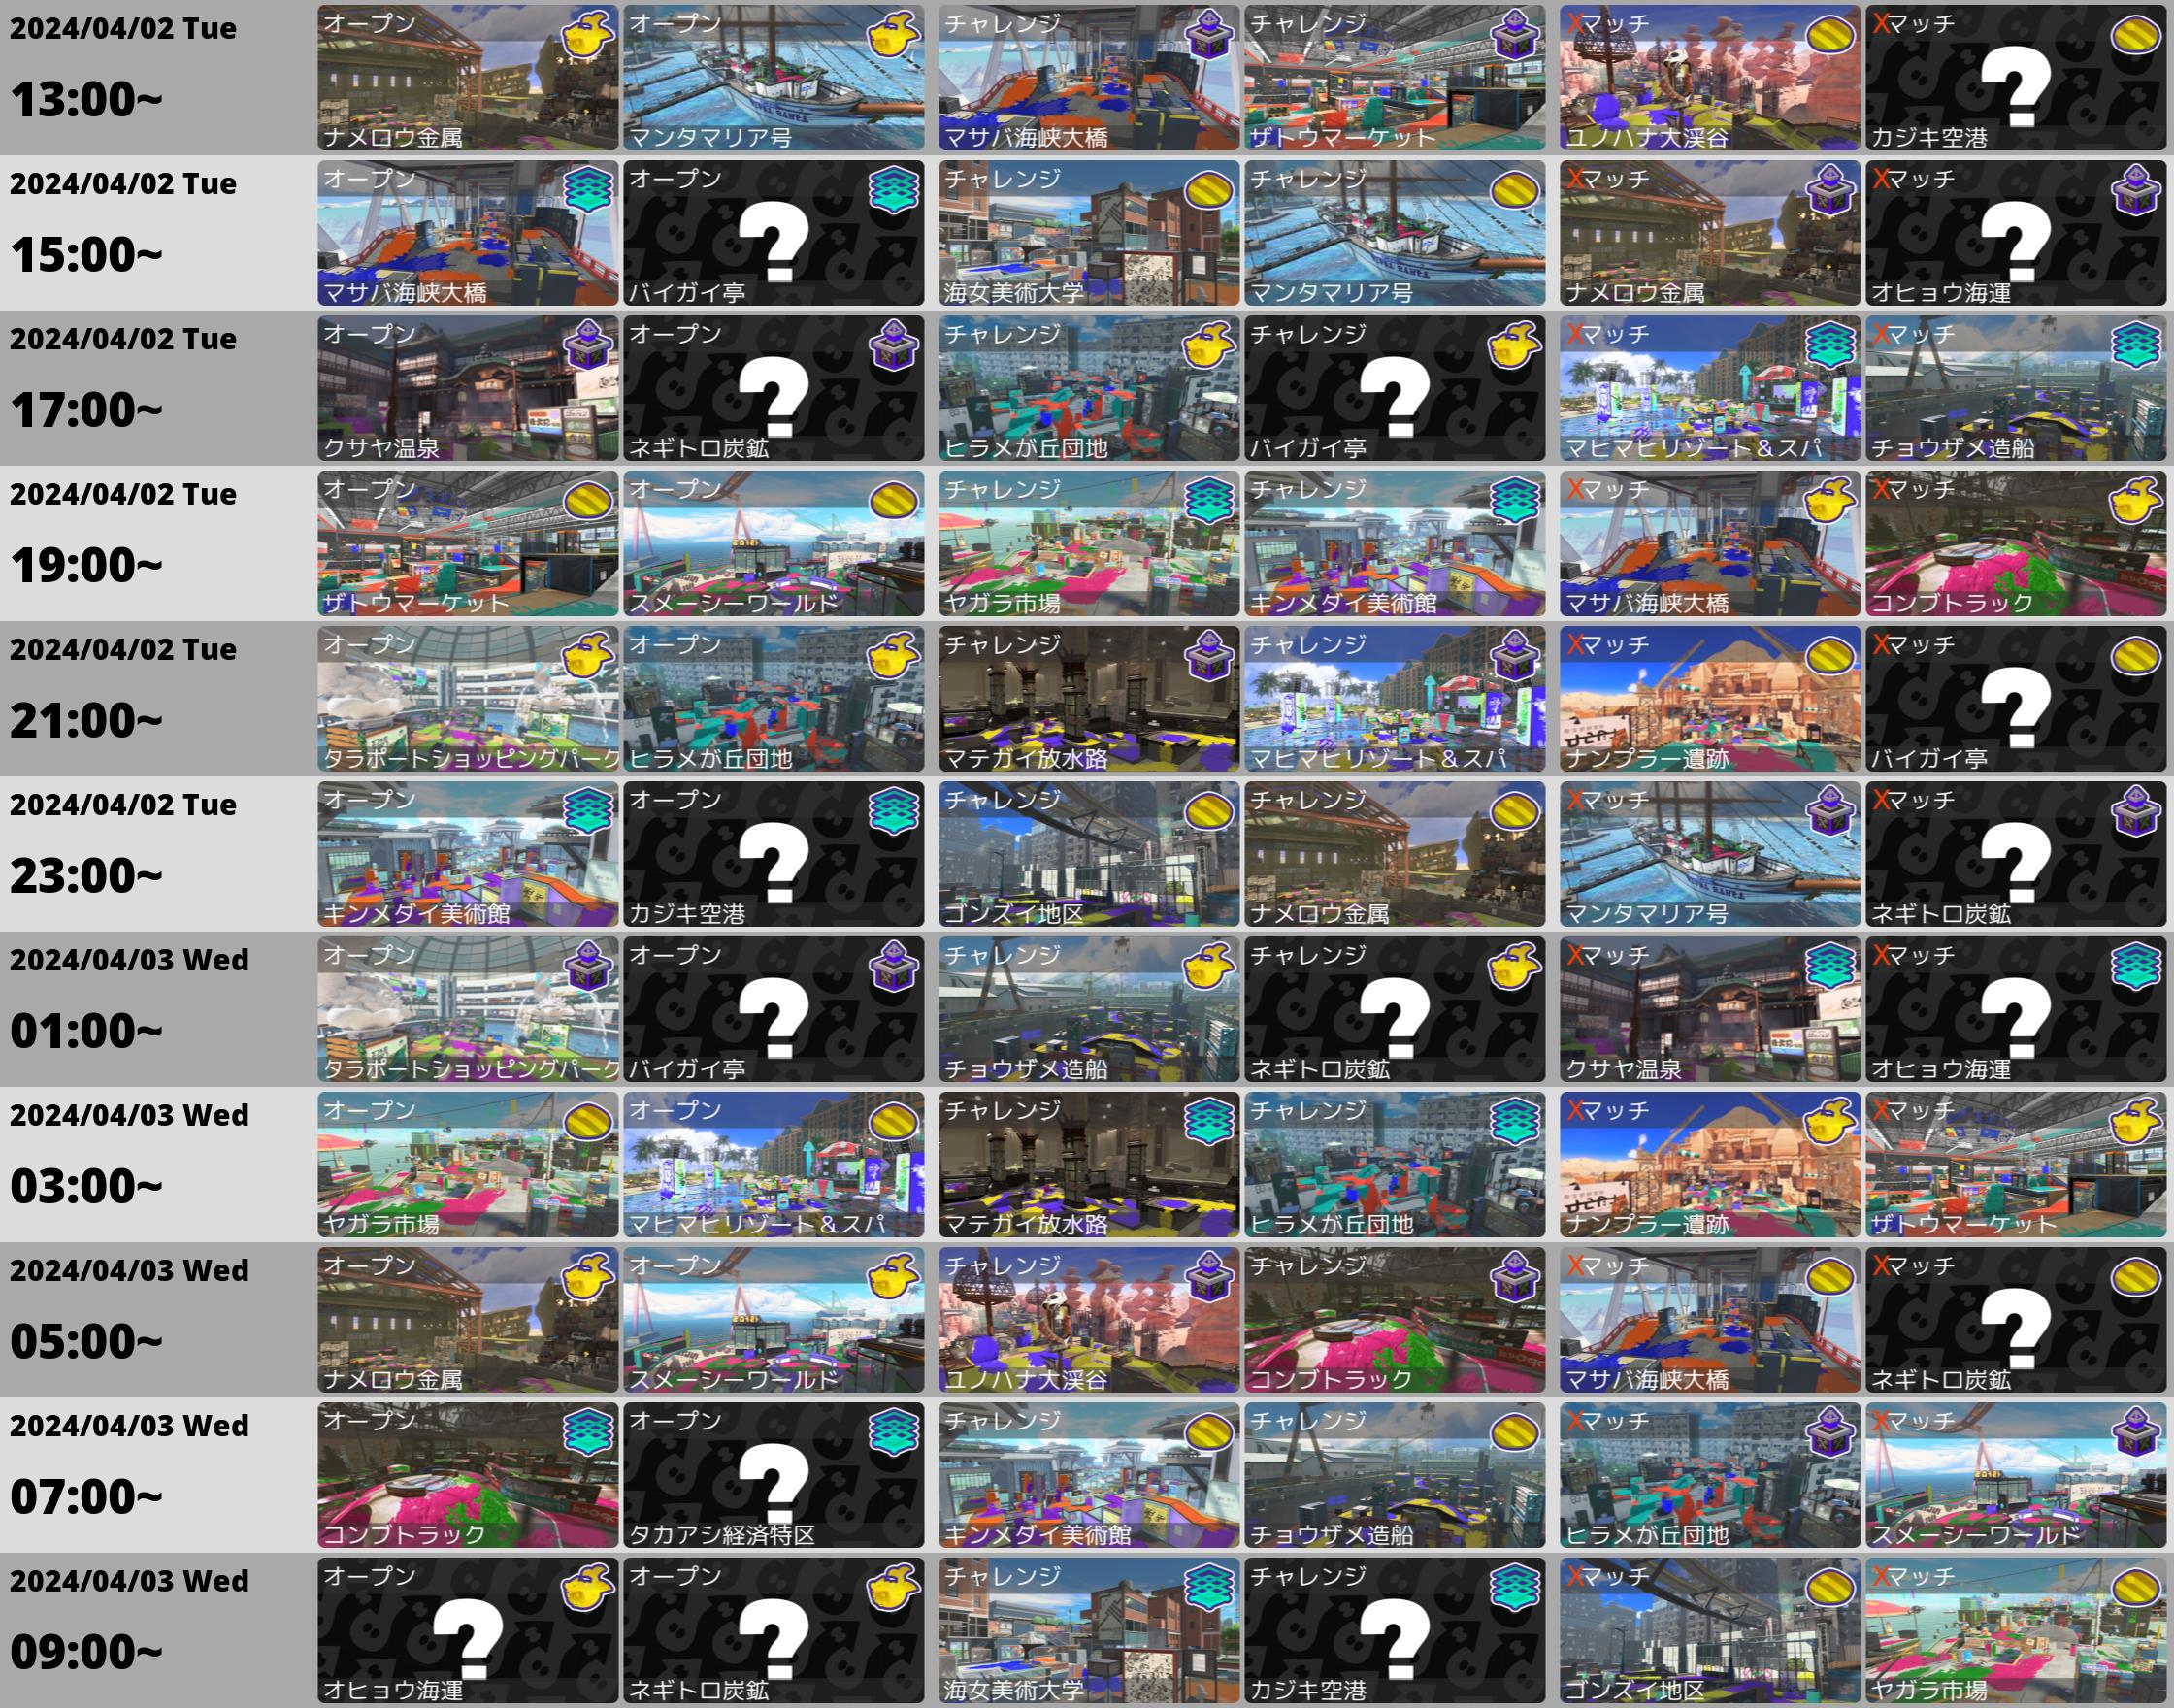 2024/04/02 Tue
13:00~
オープン
ナメロウ金属
オープン
マンタマリア号
チャレンジ
マサバ海峡大橋
チャレンジ
ザトウマーケット
Xマッチ
ユノハナ大渓谷
Xマッチ
カジキ空港
2024/04/02 Tue
15:00~
オープン
マサバ海峡大橋
オープン
バイガイ亭
チャレンジ
海女美術大学
チャレンジ
マンタマリア号
Xマッチ
ナメロウ金属
Xマッチ
オヒョウ海運
2024/04/02 Tue
17:00~
オープン
クサヤ温泉
オープン
ネギトロ炭鉱
チャレンジ
ヒラメが丘団地
チャレンジ
バイガイ亭
Xマッチ
マヒマヒリゾート&スパ
Xマッチ
チョウザメ造船
2024/04/02 Tue
19:00~
オープン
ザトウマーケット
オープン
スメーシーワールド
チャレンジ
ヤガラ市場
チャレンジ
キンメダイ美術館
Xマッチ
マサバ海峡大橋
Xマッチ
コンブトラック
2024/04/02 Tue
21:00~
オープン
タラポートショッピングパーク
オープン
ヒラメが丘団地
チャレンジ
マテガイ放水路
チャレンジ
マヒマヒリゾート&スパ
Xマッチ
ナンプラー遺跡
Xマッチ
バイガイ亭
2024/04/02 Tue
23:00~
オープン
キンメダイ美術館
オープン
カジキ空港
チャレンジ
ゴンズイ地区
チャレンジ
ナメロウ金属
Xマッチ
マンタマリア号
Xマッチ
ネギトロ炭鉱
2024/04/03 Wed
01:00~
オープン
タラポートショッピングパーク
オープン
バイガイ亭
チャレンジ
チョウザメ造船
チャレンジ
ネギトロ炭鉱
Xマッチ
クサヤ温泉
Xマッチ
オヒョウ海運
2024/04/03 Wed
03:00~
オープン
ヤガラ市場
オープン
マヒマヒリゾート&スパ
チャレンジ
マテガイ放水路
チャレンジ
ヒラメが丘団地
Xマッチ
ナンプラー遺跡
Xマッチ
ザトウマーケット
2024/04/03 Wed
05:00~
オープン
ナメロウ金属
オープン
スメーシーワールド
チャレンジ
ユノハナ大渓谷
チャレンジ
コンブトラック
Xマッチ
マサバ海峡大橋
Xマッチ
ネギトロ炭鉱
2024/04/03 Wed
07:00~
オープン
コンブトラック
オープン
タカアシ経済特区
チャレンジ
キンメダイ美術館
チャレンジ
チョウザメ造船
Xマッチ
ヒラメが丘団地
Xマッチ
スメーシーワールド
2024/04/03 Wed
09:00~
オープン
オヒョウ海運
オープン
ネギトロ炭鉱
チャレンジ
海女美術大学
チャレンジ
カジキ空港
Xマッチ
ゴンズイ地区
Xマッチ
ヤガラ市場